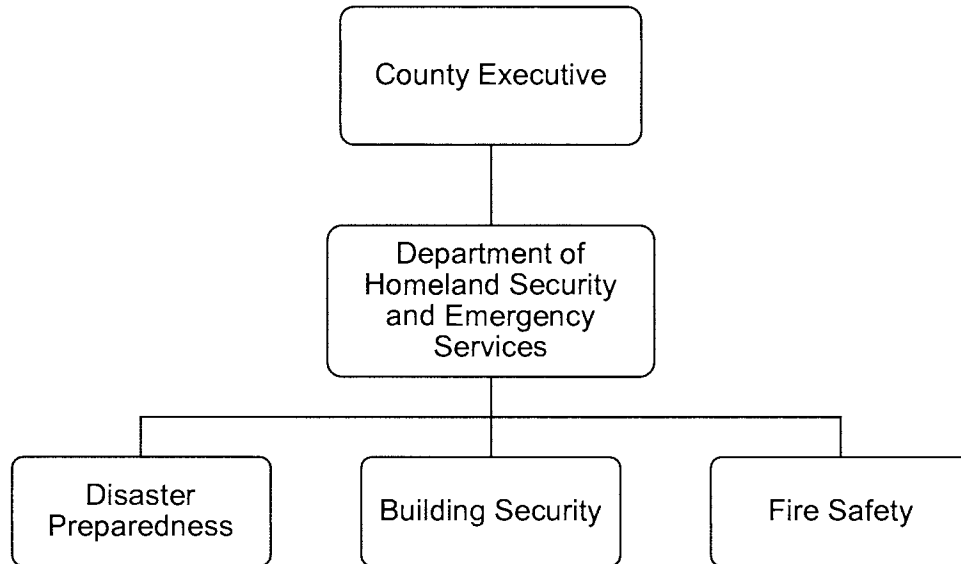 County Executive
Department of
Homeland Security
and Emergency
Services
Disaster
Preparedness
Building Security
Fire Safety